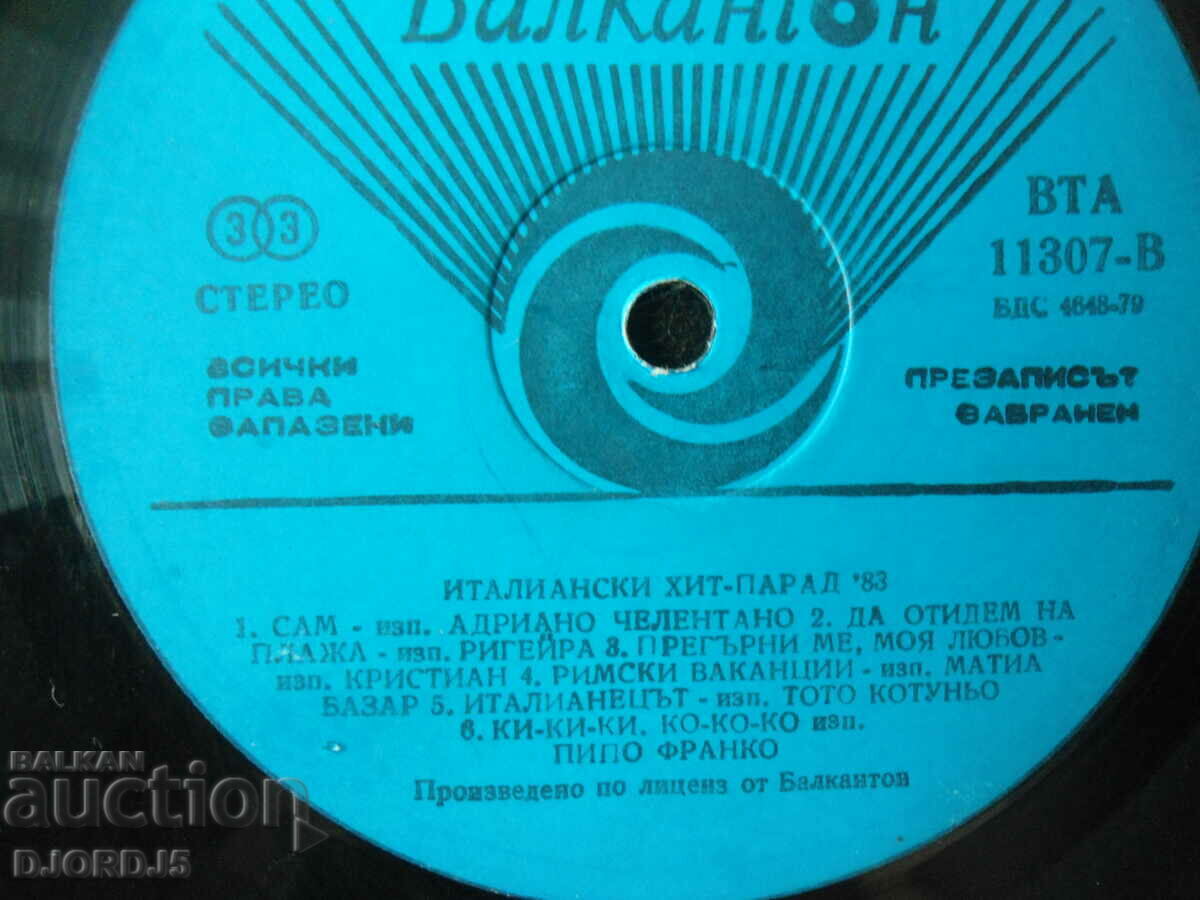 Балкантон
33
СТЕРЕО
ВТА
11307-В
БДС 4648-79
ВСИЧКИ
ПРАВА
ЗАПАЗЕНИ
ПРЕЗАПИСЪТ
ЗАБРАНЕН
ИТАЛИАНСКИ ХИТ-ПАРАД '83
1. САМ - изп. АДРИАНО ЧЕЛЕНТАНО 2. ДА ОТИДЕМ НА
ПЛАЖА - изп. РИГЕЙРА 3. ПРЕГЪРНИ МЕ, МОЯ ЛЮБОВ-
изп. КРИСТИАН 4. РИМСКИ ВАКАНЦИИ - изп. МАТИА
БАЗАР 5. ИТАЛИАНЕЦЪТ - изп. ТОТО КОТУНЬО
6. КИ-КИ-КИ, КО-КО-КО изп.
ПИПО ФРАНКО
Произведено по лиценз от Балкантон
BALKAN
auction
DJORD_J5